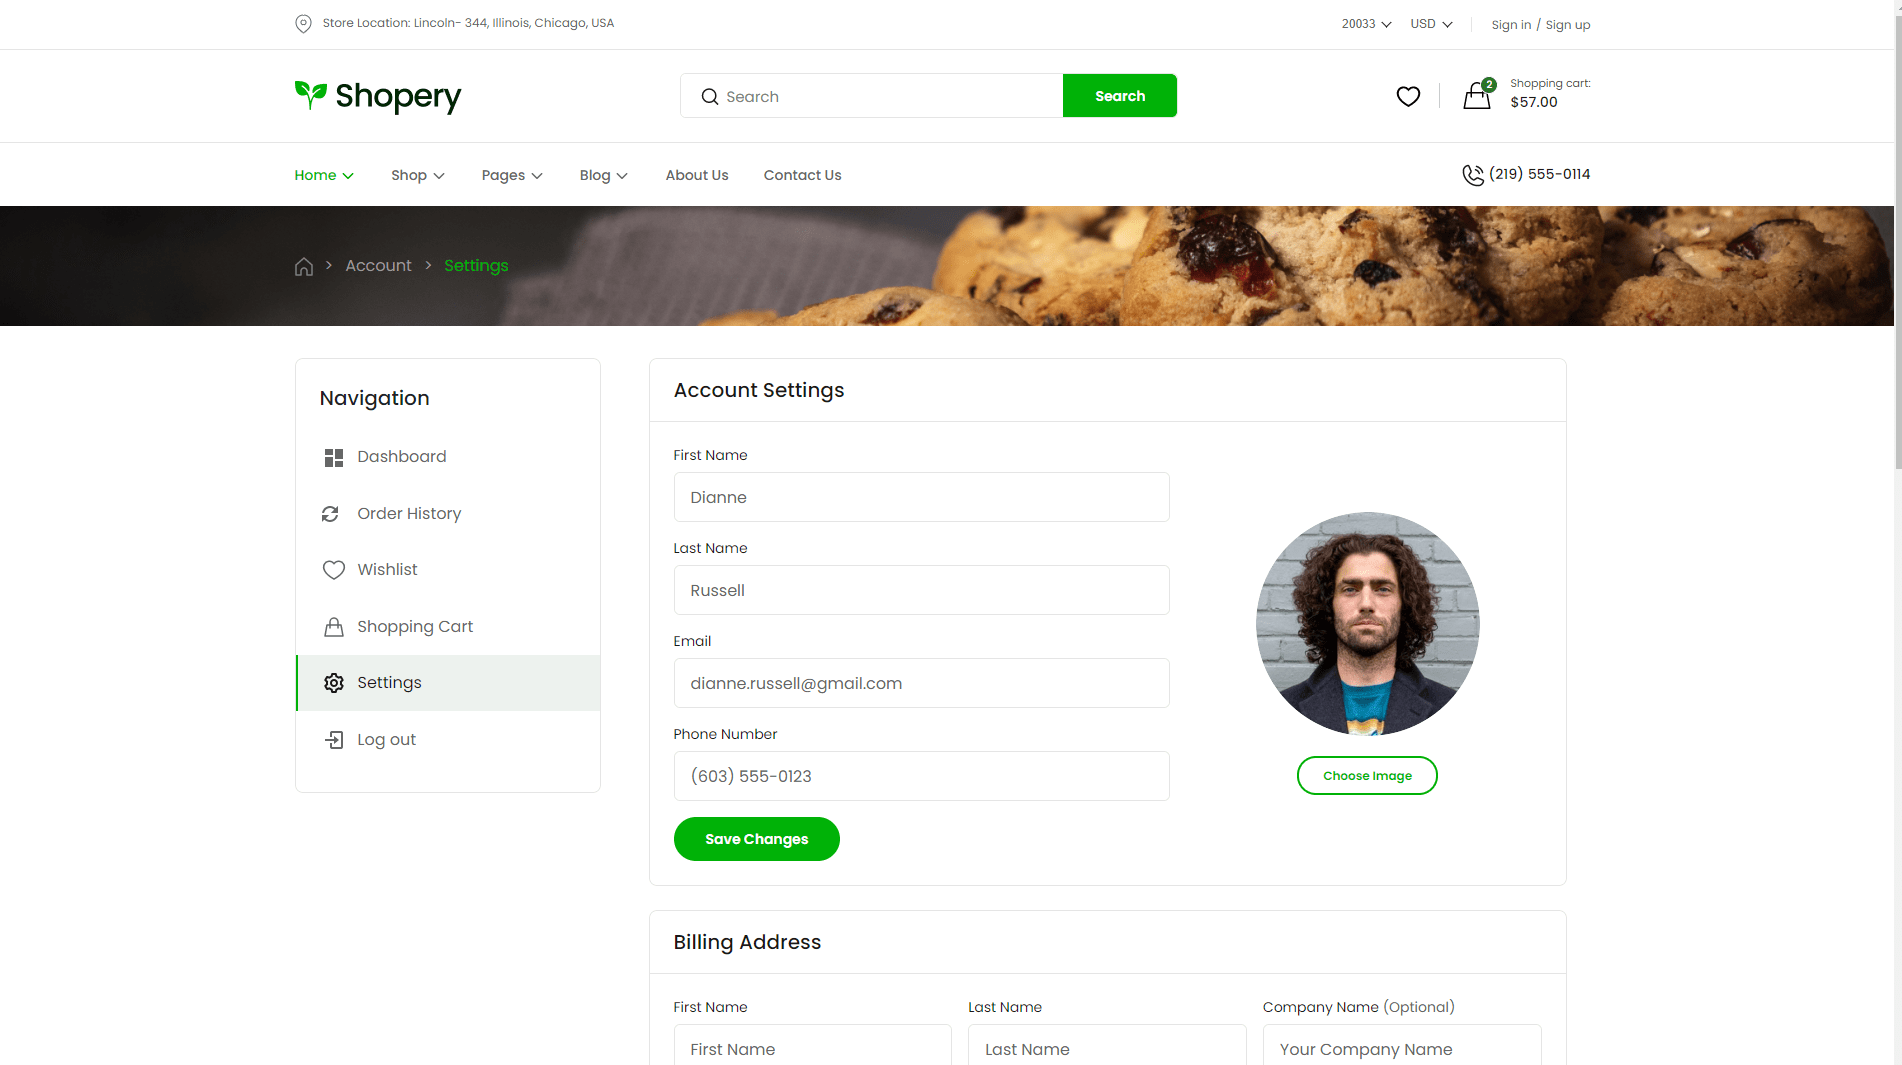 Store Location: Lincoln- 344, Illinois, Chicago, USA
20033 USD Sign in / Sign up
Shopery
Search
Search
2
Shopping cart:
$57.00
Home Shop Pages Blog About Us Contact Us
(219) 555-0114
Account > Settings
Navigation
Dashboard
Order History
Wishlist
Shopping Cart
Settings
Log out
Account Settings
First Name
Dianne
Last Name
Russell
Email
dianne.russell@gmail.com
Phone Number
(603) 555-0123
Choose Image
Save Changes
Billing Address
First Name Last Name Company Name (Optional)
First Name Last Name Your Company Name